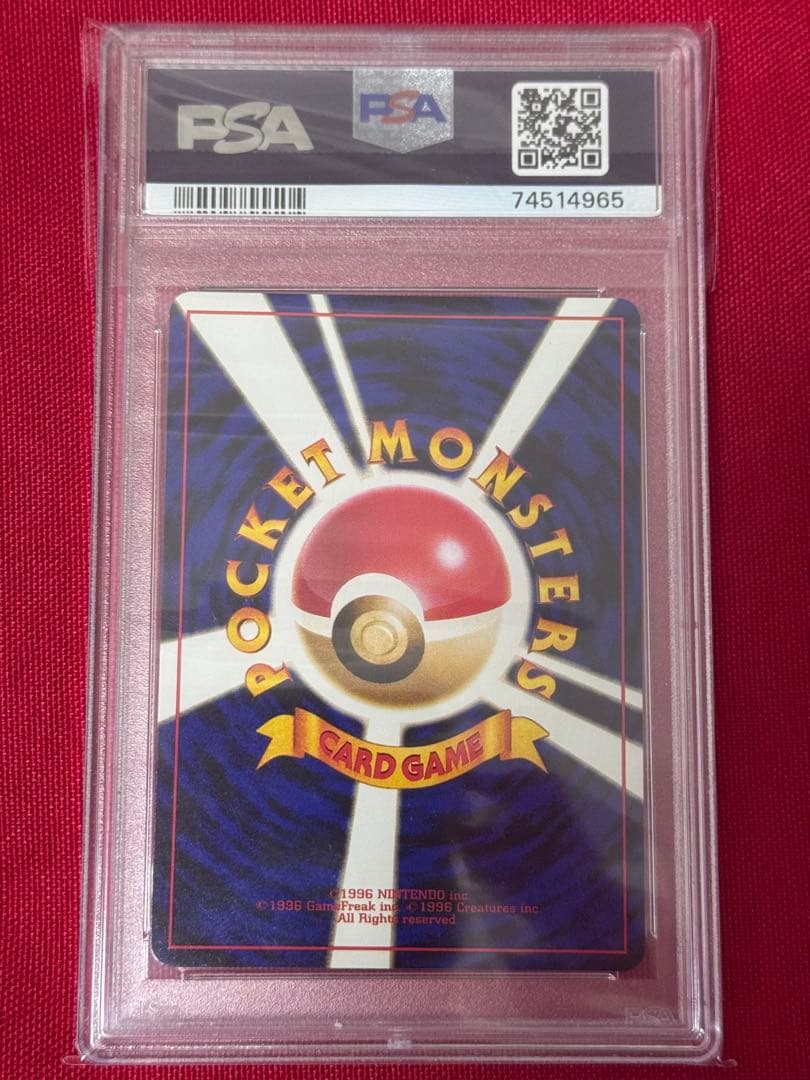 PSA
PSA
74514965
POCKET MONSTERS
CARD GAME
©1996 NINTENDO inc.
©1996 GameFreak inc. ©1996 Creatures inc.
All Rights reserved
PSA